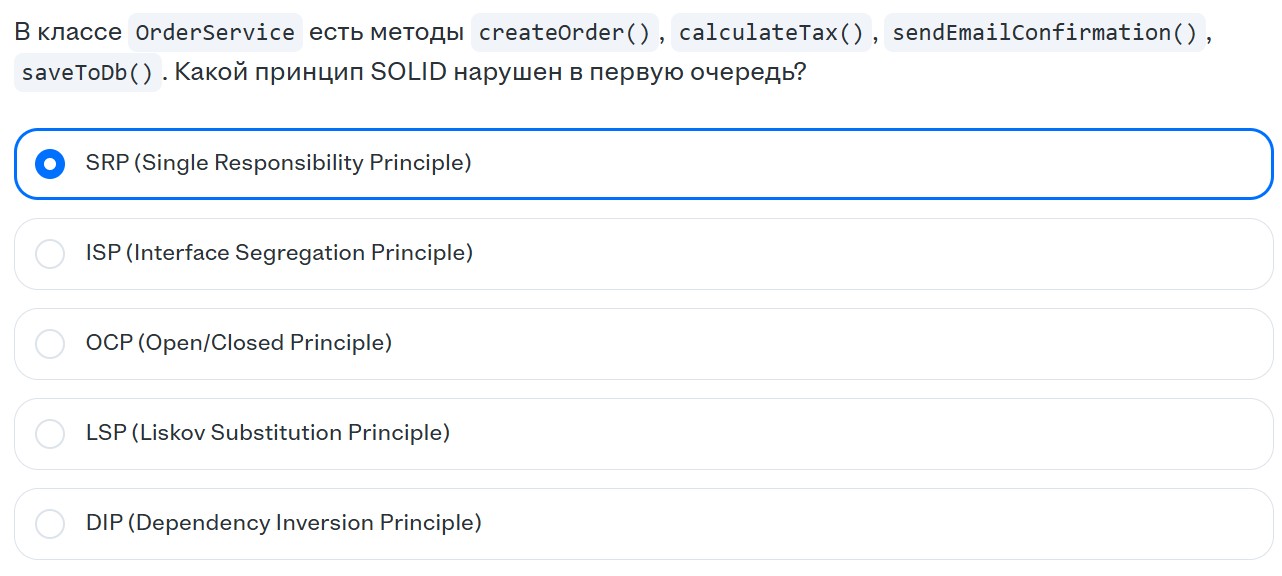 В классе OrderService есть методы createOrder(), calculateTax(), sendEmailConfirmation(),
saveToDb(). Какой принцип SOLID нарушен в первую очередь?
SRP (Single Responsibility Principle)
ISP (Interface Segregation Principle)
OCP (Open/Closed Principle)
LSP (Liskov Substitution Principle)
DIP (Dependency Inversion Principle)